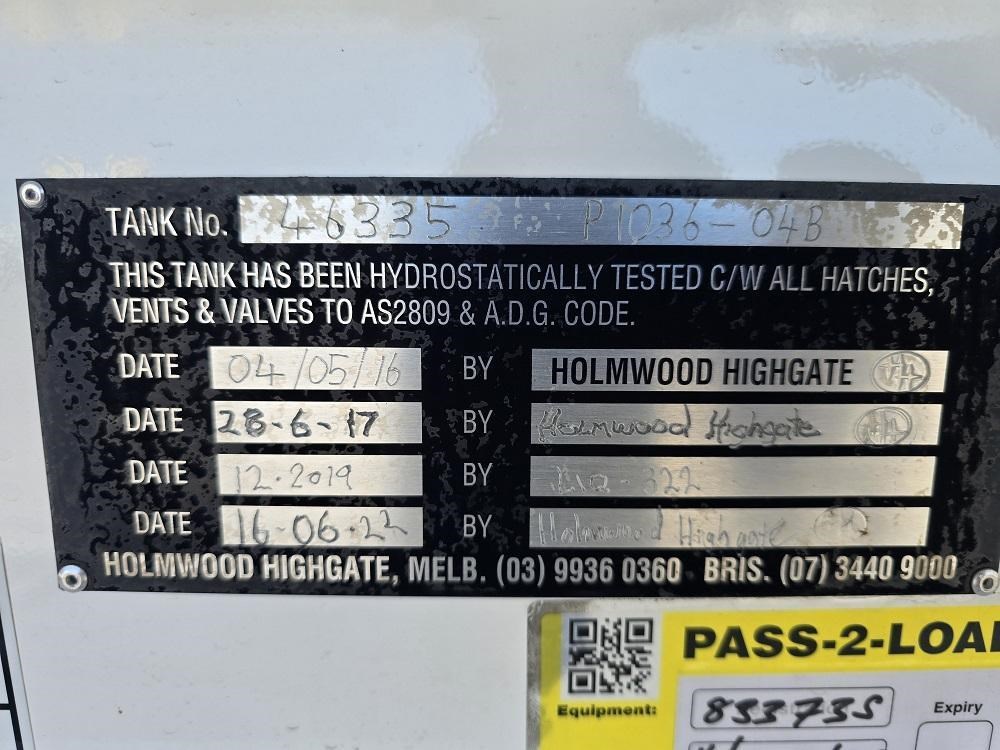 TANK No. 46335 P1036-04B
THIS TANK HAS BEEN HYDROSTATICALLY TESTED C/W ALL HATCHES,
VENTS & VALVES TO AS2809 & A.D.G. CODE.
DATE 04/05/16 BY HOLMWOOD HIGHGATE
DATE 28-6-17 BY Holmwood Highgate
DATE 12.2019 BY 322
DATE 16-06-22 BY Holmwood Highgate
HOLMWOOD HIGHGATE, MELB. (03) 9936 0360 BRIS. (07) 3440 9000
PASS-2-LOA
Equipment: 83373S Expiry